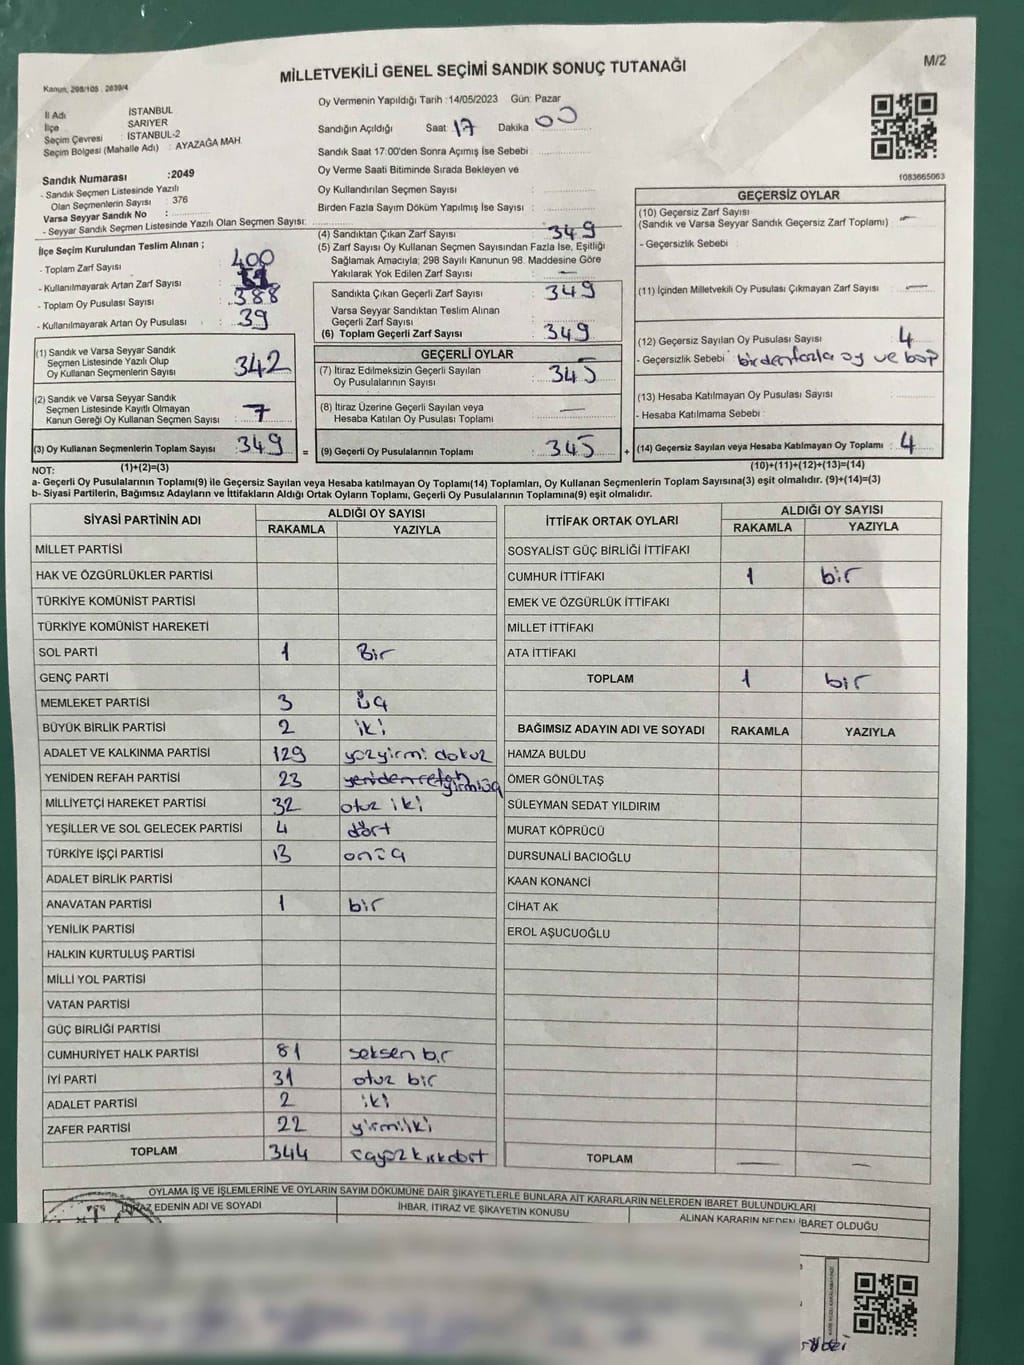 M/2
MİLLETVEKİLİ GENEL SEÇİMİ SANDIK SONUÇ TUTANAĞI
Kanun, 298/105 , 2839/4
İl Adı İSTANBUL
İlçe SARIYER
Seçim Çevresi : İSTANBUL-2
Seçim Bölgesi (Mahalle Adı) : AYAZAĞA MAH.
Sandık Numarası :2049
- Sandık Seçmen Listesinde Yazılı
Olan Seçmenlerin Sayısı : 376
Varsa Seyyar Sandık No :
- Seyyar Sandık Seçmen Listesinde Yazılı Olan Seçmen Sayısı:
Oy Vermenin Yapıldığı Tarih :14/05/2023 Gün: Pazar
Sandığın Açıldığı Saat 17 Dakika 00
Sandık Saat 17:00'den Sonra Açımış İse Sebebi :
Oy Verme Saati Bitiminde Sırada Bekleyen ve
Oy Kullandırılan Seçmen Sayısı :
Birden Fazla Sayım Döküm Yapılmış İse Sayısı :
1083665063
İlçe Seçim Kurulundan Teslim Alınan ;
- Toplam Zarf Sayısı : 400
- Kullanılmayarak Artan Zarf Sayısı :
- Toplam Oy Pusulası Sayısı : 388
- Kullanılmayarak Artan Oy Pusulası : 39
(1) Sandık ve Varsa Seyyar Sandık
Seçmen Listesinde Yazılı Olup
Oy Kullanan Seçmenlerin Sayısı : 342
(2) Sandık ve Varsa Seyyar Sandık
Seçmen Listesinde Kayıtlı Olmayan
Kanun Gereği Oy Kullanan Seçmen Sayısı : 7
(3) Oy Kullanan Seçmenlerin Toplam Sayısı : 349
(4) Sandıktan Çıkan Zarf Sayısı : 349
(5) Zarf Sayısı Oy Kullanan Seçmen Sayısından Fazla İse, Eşitliği
Sağlamak Amacıyla; 298 Sayılı Kanunun 98. Maddesine Göre
Yakılarak Yok Edilen Zarf Sayısı : —
Sandıkta Çıkan Geçerli Zarf Sayısı : 349
Varsa Seyyar Sandıktan Teslim Alınan
Geçerli Zarf Sayısı :
(6) Toplam Geçerli Zarf Sayısı : 349
GEÇERLİ OYLAR
(7) İtiraz Edilmeksizin Geçerli Sayılan
Oy Pusulalarının Sayısı : 345
(8) İtiraz Üzerine Geçerli Sayılan veya
Hesaba Katılan Oy Pusulası Toplamı : —
= (9) Geçerli Oy Pusulalarının Toplamı : 345 +
GEÇERSİZ OYLAR
(10) Geçersiz Zarf Sayısı : —
(Sandık ve Varsa Seyyar Sandık Geçersiz Zarf Toplamı)
- Geçersizlik Sebebi :
(11) İçinden Milletvekili Oy Pusulası Çıkmayan Zarf Sayısı : —
(12) Geçersiz Sayılan Oy Pusulası Sayısı : 4
- Geçersizlik Sebebi : birdenfazla oy ve boş
(13) Hesaba Katılmayan Oy Pusulası Sayısı :
- Hesaba Katılmama Sebebi :
(14) Geçersiz Sayılan veya Hesaba Katılmayan Oy Toplamı : 4
NOT: (1)+(2)=(3) (10)+(11)+(12)+(13)=(14)
a- Geçerli Oy Pusulalarının Toplamı(9) ile Geçersiz Sayılan veya Hesaba katılmayan Oy Toplamı(14) Toplamları, Oy Kullanan Seçmenlerin Toplam Sayısına(3) eşit olmalıdır. (9)+(14)=(3)
b- Siyasi Partilerin, Bağımsız Adayların ve İttifakların Aldığı Ortak Oyların Toplamı, Geçerli Oy Pusulalarının Toplamına(9) eşit olmalıdır.
SİYASİ PARTİNİN ADI ALDIĞI OY SAYISI
RAKAMLA YAZIYLA
MİLLET PARTİSİ
HAK VE ÖZGÜRLÜKLER PARTİSİ
TÜRKİYE KOMÜNİST PARTİSİ
TÜRKİYE KOMÜNİST HAREKETİ
SOL PARTİ 1 Bir
GENÇ PARTİ
MEMLEKET PARTİSİ 3 üç
BÜYÜK BİRLİK PARTİSİ 2 iki
ADALET VE KALKINMA PARTİSİ 129 yüzyirmi dokuz
YENİDEN REFAH PARTİSİ 23 yenidenrefah yirmiüç
MİLLİYETÇİ HAREKET PARTİSİ 32 otuz iki
YEŞİLLER VE SOL GELECEK PARTİSİ 4 dört
TÜRKİYE İŞÇİ PARTİSİ 13 onüç
ADALET BİRLİK PARTİSİ
ANAVATAN PARTİSİ 1 bir
YENİLİK PARTİSİ
HALKIN KURTULUŞ PARTİSİ
MİLLİ YOL PARTİSİ
VATAN PARTİSİ
GÜÇ BİRLİĞİ PARTİSİ
CUMHURİYET HALK PARTİSİ 81 seksen bir
İYİ PARTİ 31 otuz bir
ADALET PARTİSİ 2 iki
ZAFER PARTİSİ 22 yirmiiki
TOPLAM 344 üçyüzkırkdört
İTTİFAK ORTAK OYLARI ALDIĞI OY SAYISI
RAKAMLA YAZIYLA
SOSYALİST GÜÇ BİRLİĞİ İTTİFAKI
CUMHUR İTTİFAKI 1 bir
EMEK VE ÖZGÜRLÜK İTTİFAKI
MİLLET İTTİFAKI
ATA İTTİFAKI
TOPLAM 1 bir
BAĞIMSIZ ADAYIN ADI VE SOYADI RAKAMLA YAZIYLA
HAMZA BULDU
ÖMER GÖNÜLTAŞ
SÜLEYMAN SEDAT YILDIRIM
MURAT KÖPRÜCÜ
DURSUNALİ BACIOĞLU
KAAN KONANCİ
CİHAT AK
EROL AŞUCUOĞLU
TOPLAM — —
OYLAMA İŞ VE İŞLEMLERİNE VE OYLARIN SAYIM DÖKÜMÜNE DAİR ŞİKAYETLERLE BUNLARA AİT KARARLARIN NELERDEN İBARET BULUNDUKLARI
İTİRAZ EDENİN ADI VE SOYADI İHBAR, İTİRAZ VE ŞİKAYETİN KONUSU ALINAN KARARIN NEDEN İBARET OLDUĞU